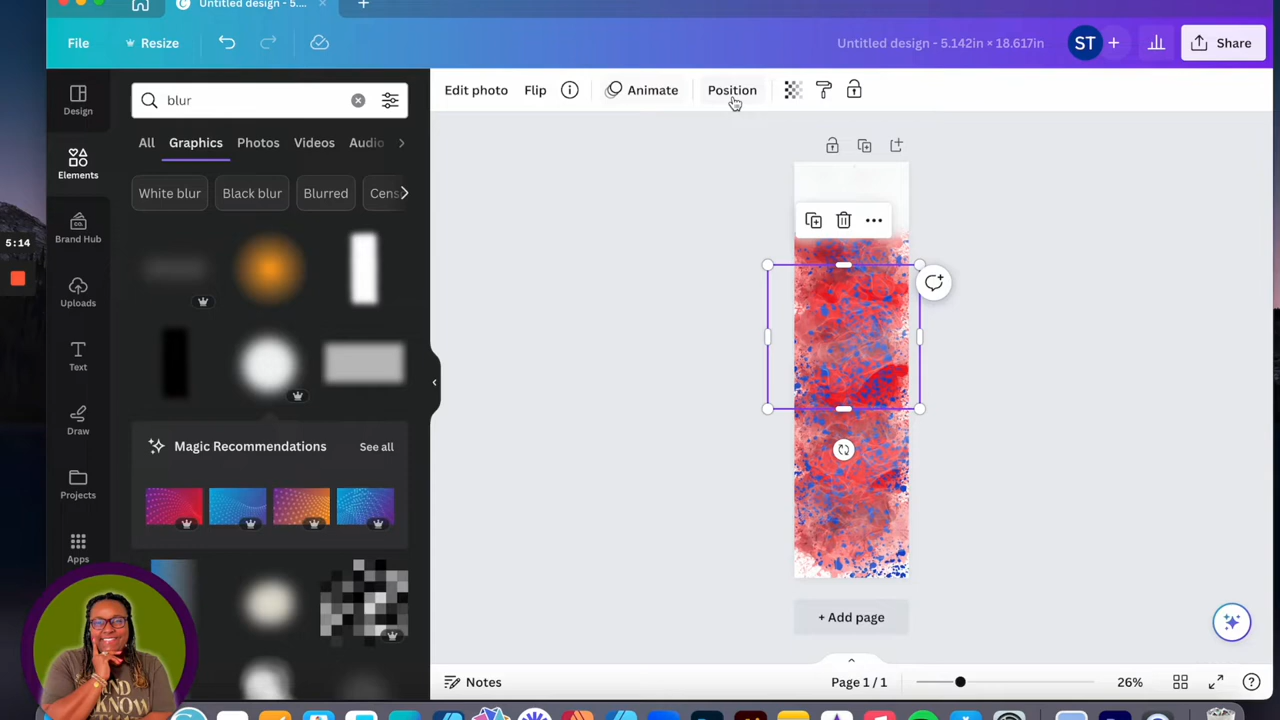 Untitled design - 5....
File
Resize
Untitled design - 5.142in × 18.617in
ST
Share
Design
Elements
Brand Hub
Uploads
Text
Draw
Projects
Apps
5:14
blur
All
Graphics
Photos
Videos
Audio
White blur
Black blur
Blurred
Cens
Magic Recommendations
See all
Edit photo
Flip
Animate
Position
+ Add page
Notes
Page 1 / 1
26%